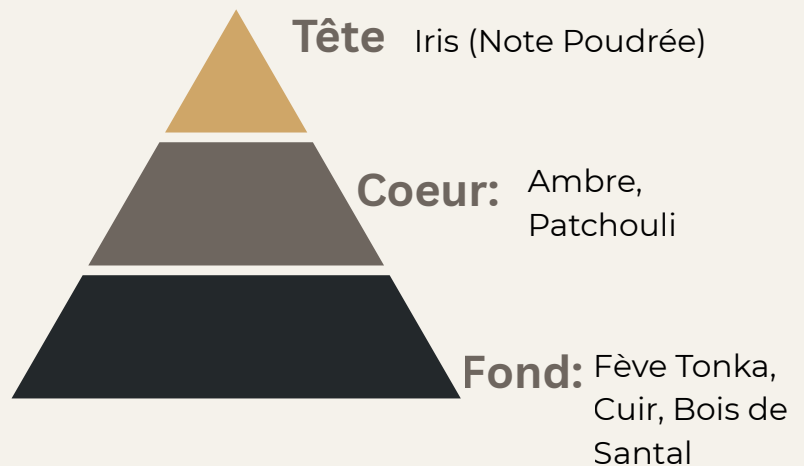 Tête Iris (Note Poudrée)
Coeur: Ambre,
Patchouli
Fond: Fève Tonka,
Cuir, Bois de
Santal